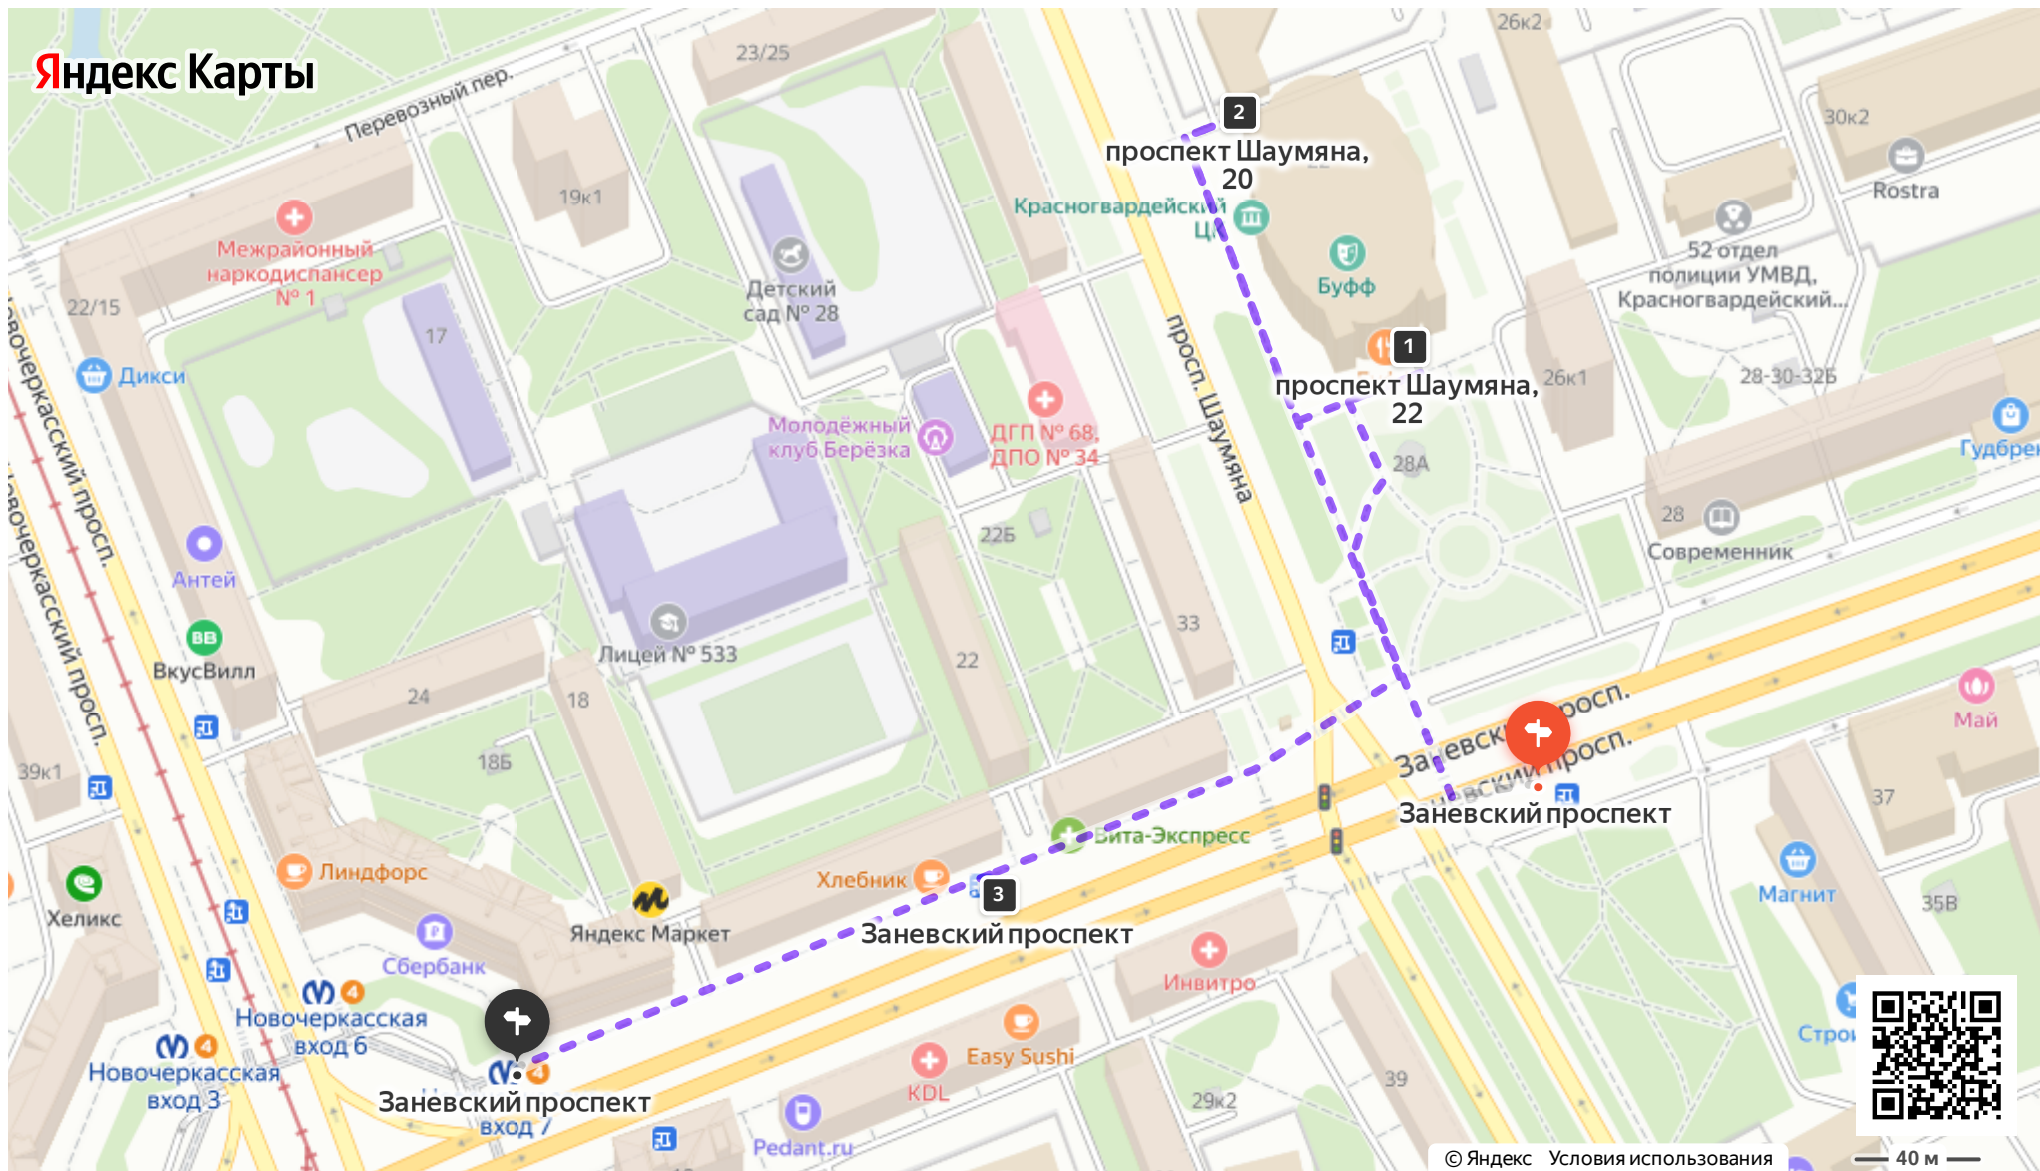 Яндекс Карты
23/25
26к2
Перевозный пер.
30к2
2
проспект Шаумяна,
20
Rostra
19к1
Красногвардейский
Межрайонный
наркодиспансер
№ 1
52 отдел
полиции УМВД,
Красногвардейский...
Буфф
Детский
сад № 28
22/15
17
1
проспект Шаумяна,
22
26к1
28-30-32Б
Дикси
просп. Шаумяна
Молодёжный
клуб Берёзка
ДГП № 68,
ДПО № 34
28А
28
Современник
22Б
Антей
33
22
ВВ
ВкусВилл
Лицей № 533
24
18
18Б
39к1
Май
37
Заневский проспект
Вита-Экспресс
Магнит
Линдфорс
Хлебник
35В
Хеликс
3
Яндекс Маркет
Заневский проспект
Сбербанк
Инвитро
4
Новочеркасская
вход 6
4
Новочеркасская
вход 3
Easy Sushi
KDL
39
29к2
4
Заневский проспект
вход 7
Pedant.ru
© Яндекс Условия использования
40 м